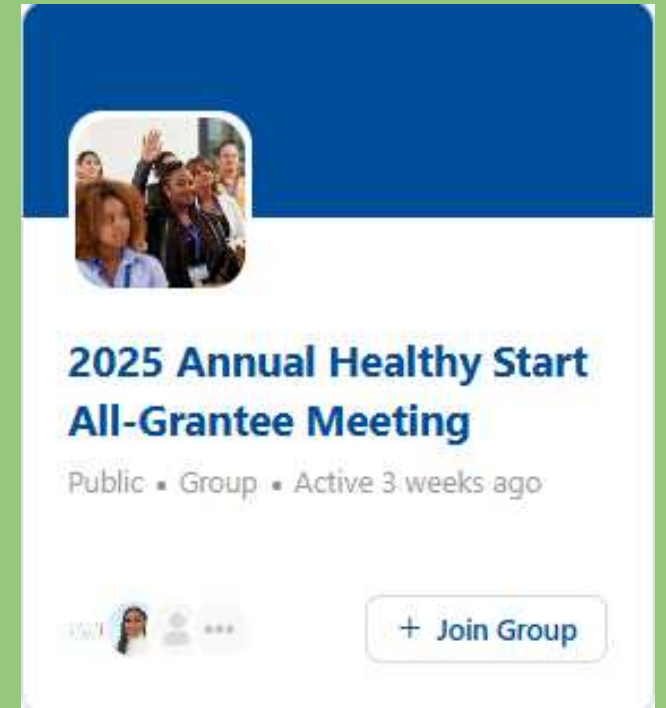 2025 Annual Healthy Start
All-Grantee Meeting
Public • Group • Active 3 weeks ago
+ Join Group